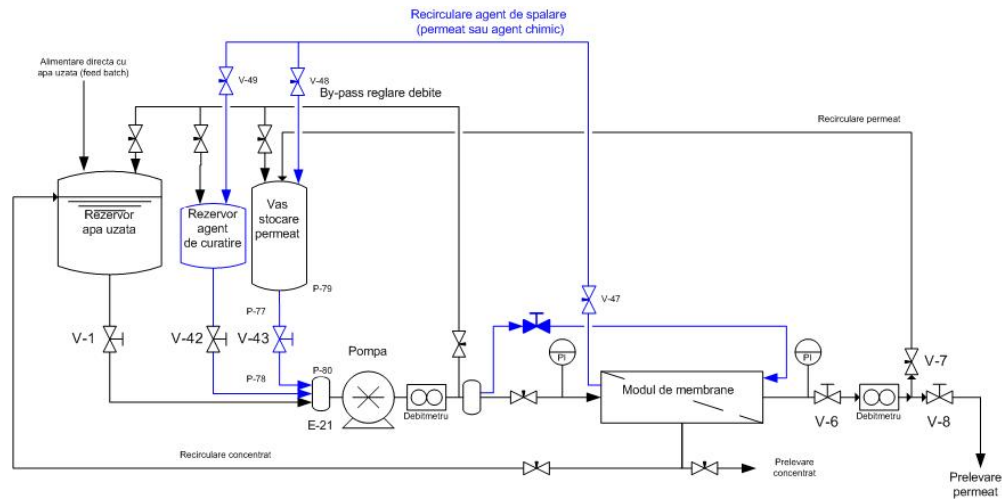 Recirculare agent de spalare
(permeat sau agent chimic)
Alimentare directa cu
apa uzata (feed batch)
V-49
V-48
By-pass reglare debite
Recirculare permeat
Rezervor
apa uzata
Rezervor
agent
de curatire
Vas
stocare
permeat
P-79
V-47
P-77
V-1
V-42
V-43
Pompa
PI
PI
V-7
P-80
P-78
Modul de membrane
Debitmetru
E-21
V-6
Debitmetru
V-8
Recirculare concentrat
Prelevare
concentrat
Prelevare
permeat